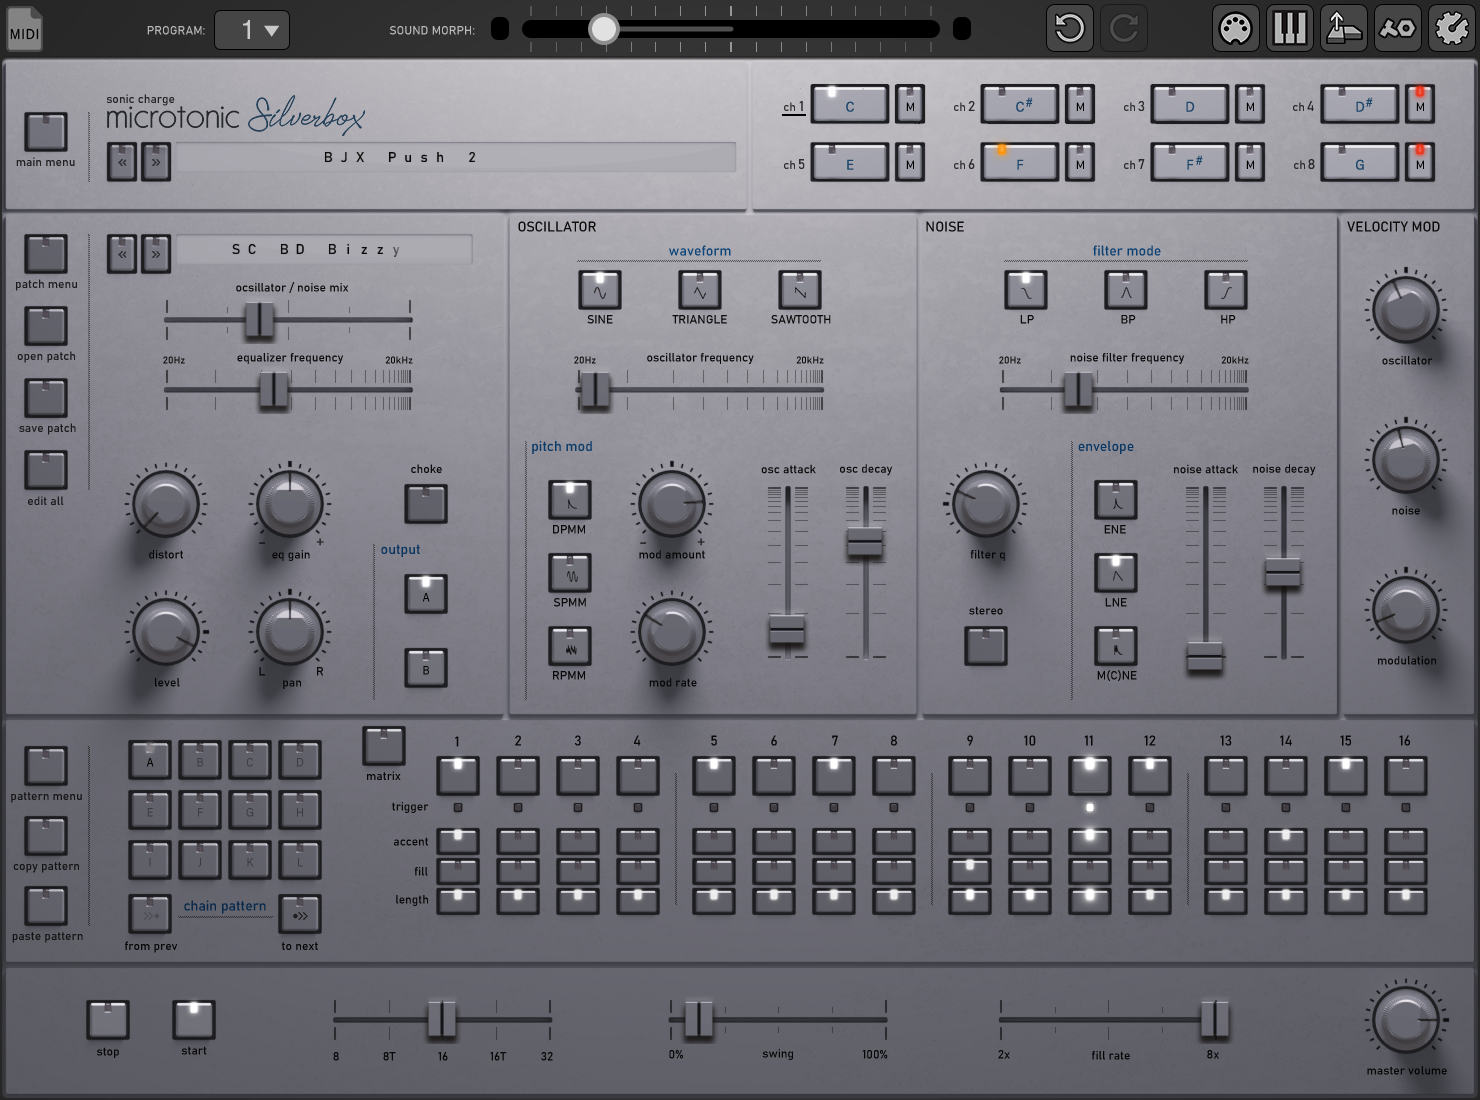 MIDI
PROGRAM: 1
SOUND MORPH:
sonic charge
microtonic Silverbox
main menu
« »
BJX Push 2
ch 1 C M
ch 2 C# M
ch 3 D M
ch 4 D# M
ch 5 E M
ch 6 F M
ch 7 F# M
ch 8 G M
patch menu
open patch
save patch
edit all
« »
SC BD Bizzy
ocsillator / noise mix
20Hz equalizer frequency 20kHz
distort
- eq gain +
choke
output
A
B
level
L pan R
OSCILLATOR
waveform
SINE TRIANGLE SAWTOOTH
20Hz oscillator frequency 20kHz
pitch mod
DPMM
SPMM
RPMM
- mod amount +
mod rate
osc attack osc decay
NOISE
filter mode
LP BP HP
20Hz noise filter frequency 20kHz
filter q
stereo
envelope
ENE
LNE
M(C)NE
noise attack noise decay
VELOCITY MOD
oscillator
noise
modulation
pattern menu
copy pattern
paste pattern
A B C D
E F G H
I J K L
chain pattern
from prev to next
matrix
1 2 3 4 5 6 7 8 9 10 11 12 13 14 15 16
trigger
accent
fill
length
stop start
8 8T 16 16T 32
0% swing 100%
2x fill rate 8x
master volume